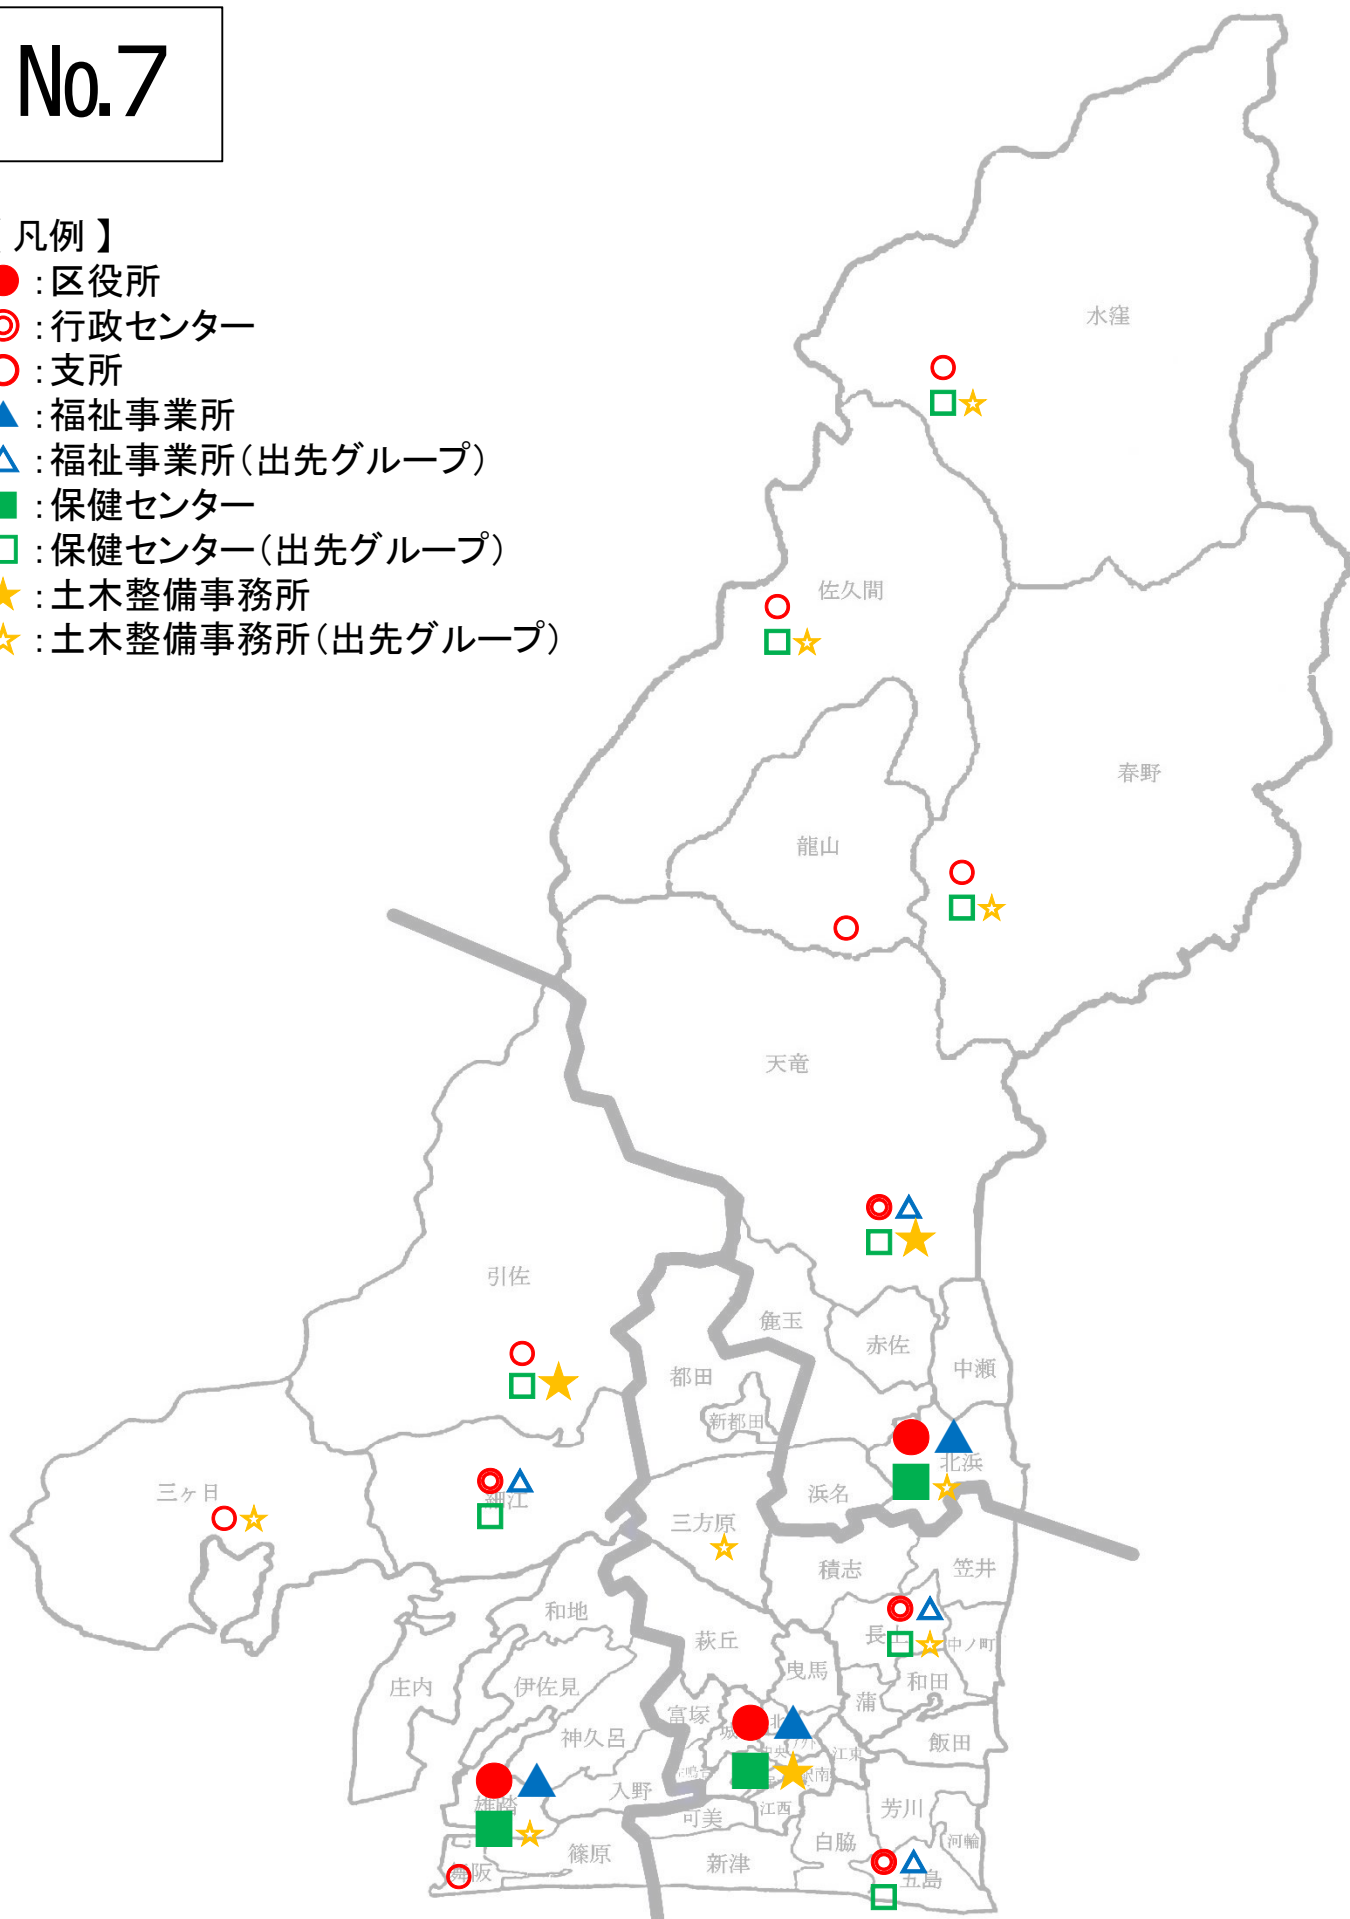 №7
凡例 】
：区役所
：行政センター
：支所
：福祉事業所
：福祉事業所（出先グループ）
：保健センター
：保健センター（出先グループ）
：土木整備事務所
：土木整備事務所（出先グループ）
水窪
佐久間
春野
龍山
天竜
引佐
麁玉
赤佐
中瀬
都田
新都田
北浜
浜名
三ヶ日
細江
三方原
積志
笠井
和地
萩丘
長上
中ノ町
曳馬
庄内
伊佐見
和田
蒲
富塚
神久呂
飯田
江東
入野
駅南
雄踏
可美
江西
芳川
白脇
河輪
篠原
新津
舞阪
五島